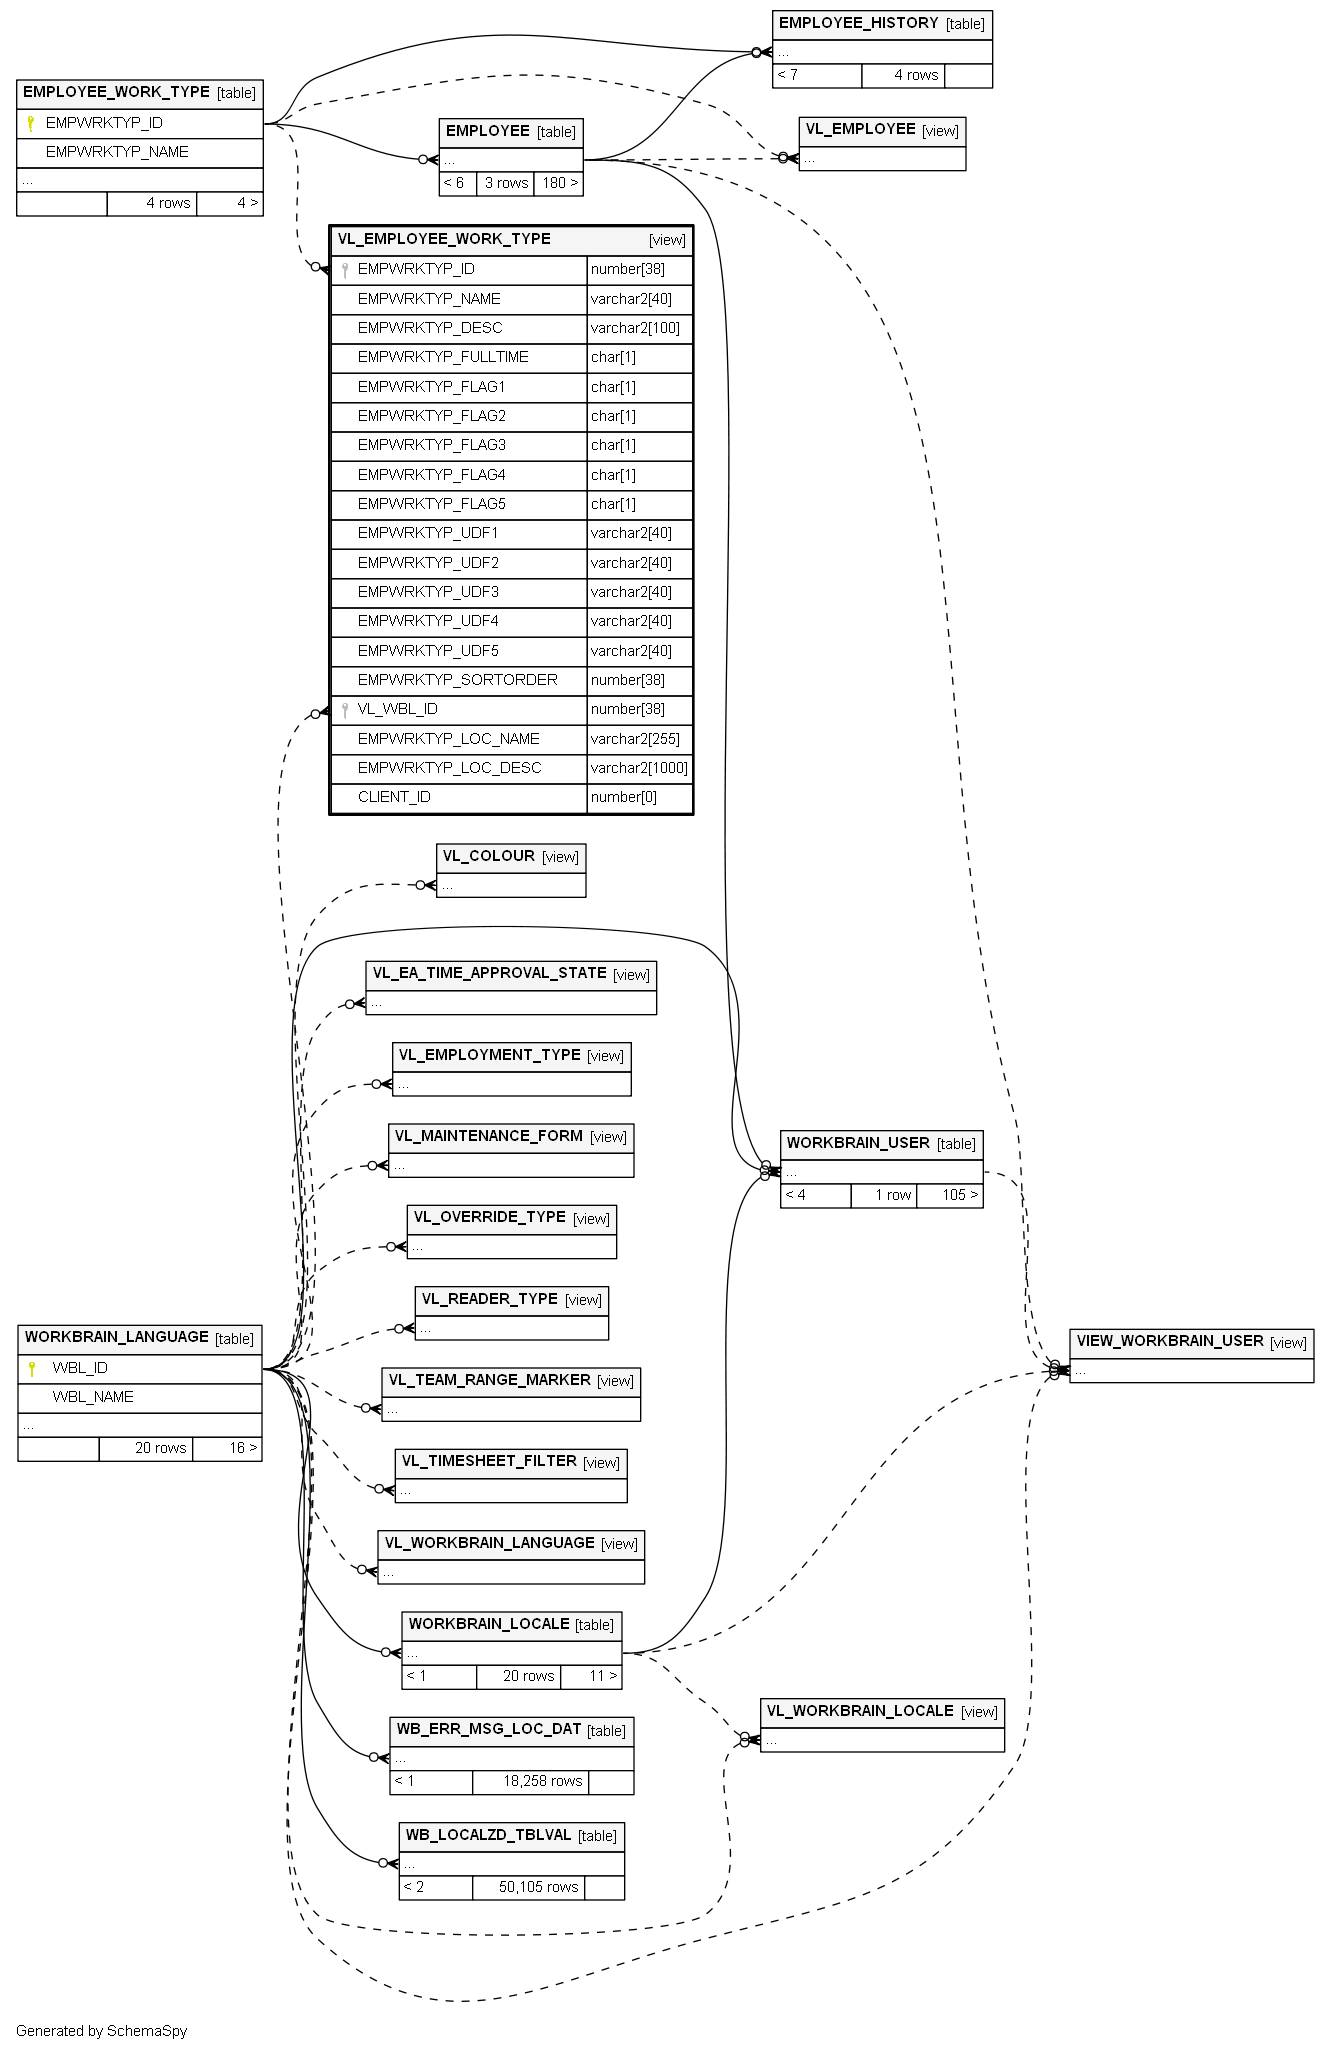 EMPLOYEE_HISTORY [table]
...
< 7 4 rows
EMPLOYEE_WORK_TYPE [table]
EMPWRKTYP_ID
EMPWRKTYP_NAME
...
4 rows 4 >
EMPLOYEE [table]
...
< 6 3 rows 180 >
VL_EMPLOYEE [view]
...
VL_EMPLOYEE_WORK_TYPE [view]
EMPWRKTYP_ID number[38]
EMPWRKTYP_NAME varchar2[40]
EMPWRKTYP_DESC varchar2[100]
EMPWRKTYP_FULLTIME char[1]
EMPWRKTYP_FLAG1 char[1]
EMPWRKTYP_FLAG2 char[1]
EMPWRKTYP_FLAG3 char[1]
EMPWRKTYP_FLAG4 char[1]
EMPWRKTYP_FLAG5 char[1]
EMPWRKTYP_UDF1 varchar2[40]
EMPWRKTYP_UDF2 varchar2[40]
EMPWRKTYP_UDF3 varchar2[40]
EMPWRKTYP_UDF4 varchar2[40]
EMPWRKTYP_UDF5 varchar2[40]
EMPWRKTYP_SORTORDER number[38]
VL_WBL_ID number[38]
EMPWRKTYP_LOC_NAME varchar2[255]
EMPWRKTYP_LOC_DESC varchar2[1000]
CLIENT_ID number[0]
VL_COLOUR [view]
...
VL_EA_TIME_APPROVAL_STATE [view]
...
VL_EMPLOYMENT_TYPE [view]
...
VL_MAINTENANCE_FORM [view]
...
WORKBRAIN_USER [table]
...
< 4 1 row 105 >
VL_OVERRIDE_TYPE [view]
...
VL_READER_TYPE [view]
...
WORKBRAIN_LANGUAGE [table]
WBL_ID
WBL_NAME
...
20 rows 16 >
VIEW_WORKBRAIN_USER [view]
...
VL_TEAM_RANGE_MARKER [view]
...
VL_TIMESHEET_FILTER [view]
...
VL_WORKBRAIN_LANGUAGE [view]
...
WORKBRAIN_LOCALE [table]
...
< 1 20 rows 11 >
VL_WORKBRAIN_LOCALE [view]
...
WB_ERR_MSG_LOC_DAT [table]
...
< 1 18,258 rows
WB_LOCALZD_TBLVAL [table]
...
< 2 50,105 rows
Generated by SchemaSpy